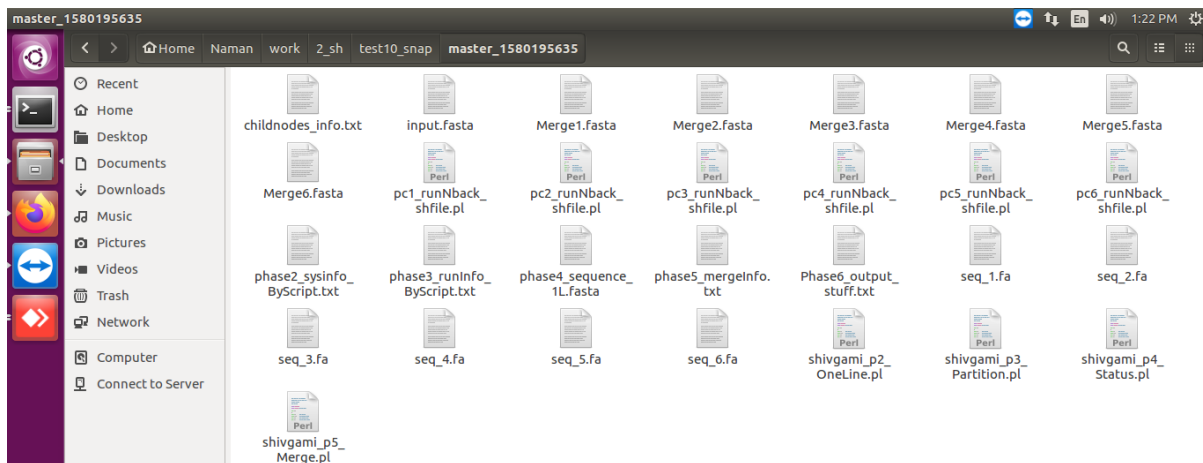 master_1580195635
En
1:22 PM
Home Naman work 2_sh test10_snap master_1580195635
Recent
Home
Desktop
Documents
Downloads
Music
Pictures
Videos
Trash
Network
Computer
Connect to Server
childnodes_info.txt
input.fasta
Merge1.fasta
Merge2.fasta
Merge3.fasta
Merge4.fasta
Merge5.fasta
Merge6.fasta
Perl
pc1_runNback_
shfile.pl
Perl
pc2_runNback_
shfile.pl
Perl
pc3_runNback_
shfile.pl
Perl
pc4_runNback_
shfile.pl
Perl
pc5_runNback_
shfile.pl
Perl
pc6_runNback_
shfile.pl
phase2_sysinfo_
ByScript.txt
phase3_runInfo_
ByScript.txt
phase4_sequence_
1L.fasta
phase5_mergeInfo.
txt
Phase6_output_
stuff.txt
seq_1.fa
seq_2.fa
seq_3.fa
seq_4.fa
seq_5.fa
seq_6.fa
Perl
shivgami_p2_
OneLine.pl
Perl
shivgami_p3_
Partition.pl
Perl
shivgami_p4_
Status.pl
Perl
shivgami_p5_
Merge.pl